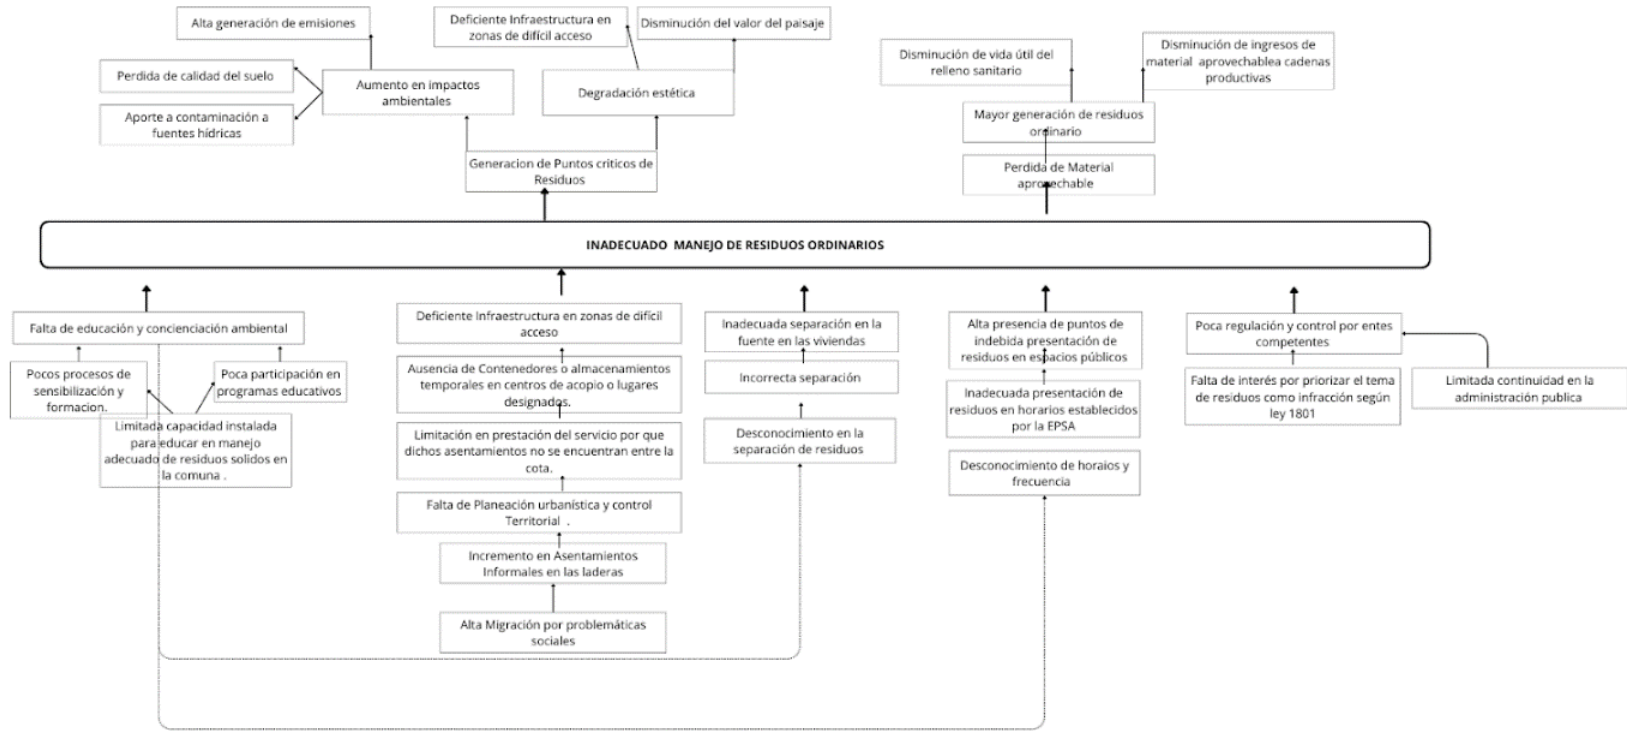 Alta generación de emisiones
Deficiente Infraestructura en
zonas de difícil acceso
Disminución del valor del paisaje
Disminución de vida útil del
relleno sanitario
Disminución de ingresos de
material aprovechablea cadenas
productivas
Perdida de calidad del suelo
Aumento en impactos
ambientales
Degradación estética
Aporte a contaminación a
fuentes hídricas
Mayor generación de residuos
ordinario
Generacion de Puntos criticos de
Residuos
Perdida de Material
aprovechable
INADECUADO MANEJO DE RESIDUOS ORDINARIOS
Falta de educación y concienciación ambiental
Pocos procesos de
sensibilización y
formacion.
Poca participación en
programas educativos
Limitada capacidad instalada
para educar en manejo
adecuado de residuos solidos en
la comuna .
Deficiente Infraestructura en zonas de difícil
acceso
Ausencia de Contenedores o almacenamientos
temporales en centros de acopio o lugares
designados.
Limitación en prestación del servicio por que
dichos asentamientos no se encuentran entre la
cota.
Falta de Planeación urbanística y control
Territorial .
Incremento en Asentamientos
Informales en las laderas
Alta Migración por problemáticas
sociales
Inadecuada separación en la
fuente en las viviendas
Incorrecta separación
Desconocimiento en la
separación de residuos
Alta presencia de puntos de
indebida presentación de
residuos en espacios públicos
Inadecuada presentación de
residuos en horarios establecidos
por la EPSA
Desconocimiento de horaios y
frecuencia
Poca regulación y control por entes
competentes
Falta de interés por priorizar el tema
de residuos como infracción según
ley 1801
Limitada continuidad en la
administración publica